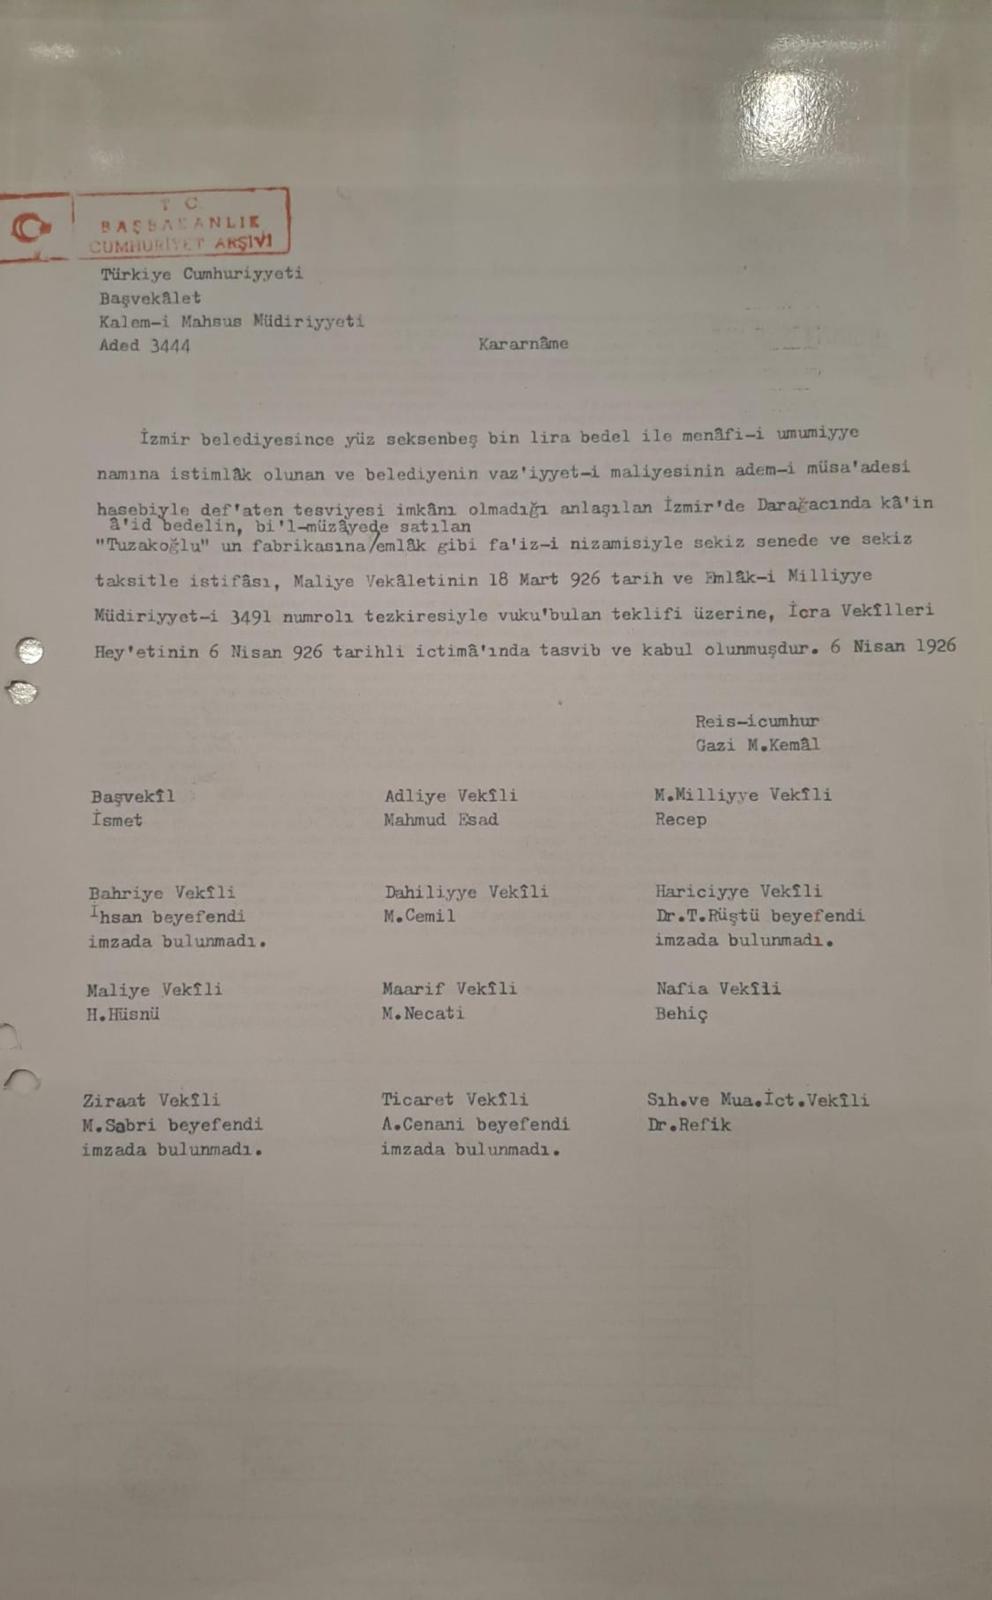 T C
BAŞBAKANLIK
CUMHURİYET ARŞİVİ
Türkiye Cumhuriyyeti
Başvekâlet
Kalem-i Mahsus Müdiriyyeti
Aded 3444
Kararnâme
İzmir belediyesince yüz seksenbeş bin lira bedel ile menâfi-i umumiyye
namına istimlâk olunan ve belediyenin vaz'iyyet-i maliyesinin adem-i müsa'adesi
hasebiyle def'aten tesviyesi imkânı olmadığı anlaşılan İzmir'de Darağacında kâ'in
â'id bedelin, bi'l-müzâyede satılan
"Tuzakoğlu" un fabrikasına/emlâk gibi fa'iz-i nizamisiyle sekiz senede ve sekiz
taksitle istifâsı, Maliye Vekâletinin 18 Mart 926 tarih ve Emlâk-i Milliyye
Müdiriyyet-i 3491 numrolı tezkiresiyle vuku'bulan teklifi üzerine, İcra Vekîlleri
Hey'etinin 6 Nisan 926 tarihli ictimâ'ında tasvib ve kabul olunmuşdur. 6 Nisan 1926
Reis-icumhur
Gazi M.Kemâl
Başvekîl Adliye Vekîli M.Milliyye Vekîli
İsmet Mahmud Esad Recep
Bahriye Vekîli Dahiliyye Vekîli Hariciyye Vekîli
İhsan beyefendi M.Cemil Dr.T.Rüştü beyefendi
imzada bulunmadı. imzada bulunmadı.
Maliye Vekîli Maarif Vekîli Nafia Vekîli
H.Hüsnü M.Necati Behiç
Ziraat Vekîli Ticaret Vekîli Sıh.ve Mua.İct.Vekîli
M.Sabri beyefendi A.Cenani beyefendi Dr.Refik
imzada bulunmadı. imzada bulunmadı.